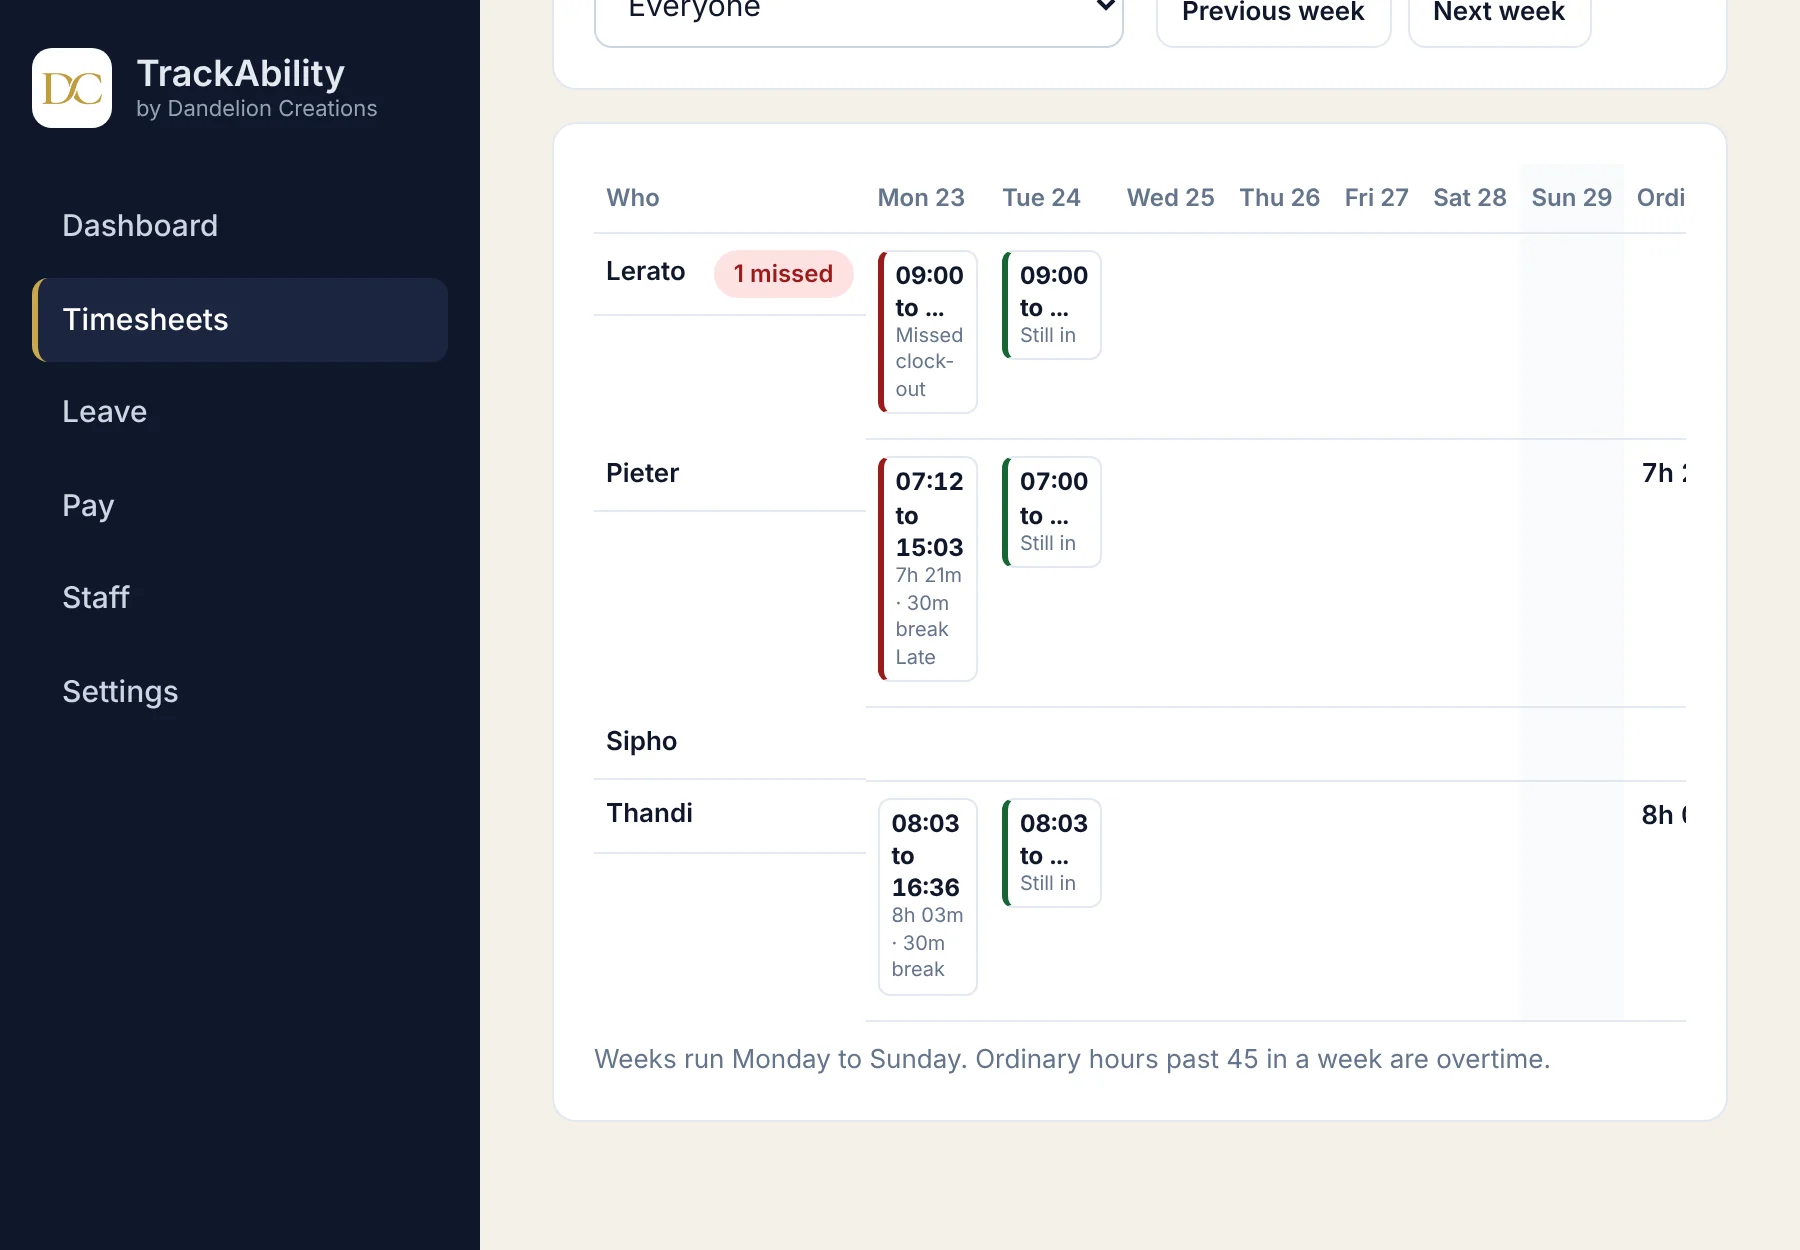 DC
TrackAbility
by Dandelion Creations
Dashboard
Timesheets
Leave
Pay
Staff
Settings
Everyone
Previous week
Next week
Who Mon 23 Tue 24 Wed 25 Thu 26 Fri 27 Sat 28 Sun 29 Ordi
Lerato 1 missed
09:00
to ...
Missed
clock-
out
09:00
to ...
Still in
Pieter
07:12
to
15:03
7h 21m
· 30m
break
Late
07:00
to ...
Still in
7h
Sipho
Thandi
08:03
to
16:36
8h 03m
· 30m
break
08:03
to ...
Still in
8h
Weeks run Monday to Sunday. Ordinary hours past 45 in a week are overtime.